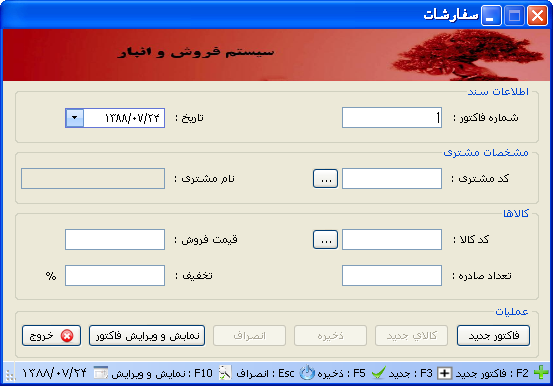 سفارشات
سیستم فروش و انبار
اطلاعات سند
شماره فاکتور : 1
تاریخ : ۱۳۸۸/۰۷/۲۴
مشخصات مشتری
کد مشتری : ...
نام مشتری :
کالاها
کد کالا : ...
قیمت فروش :
تعداد صادره :
تخفیف : %
عملیات
فاکتور جدید
کالای جدید
ذخیره
انصراف
نمایش و ویرایش فاکتور
خروج
F2 : فاکتور جدید F3 : جدید F5 : ذخیره Esc : انصراف F10 : نمایش و ویرایش ۱۳۸۸/۰۷/۲۴